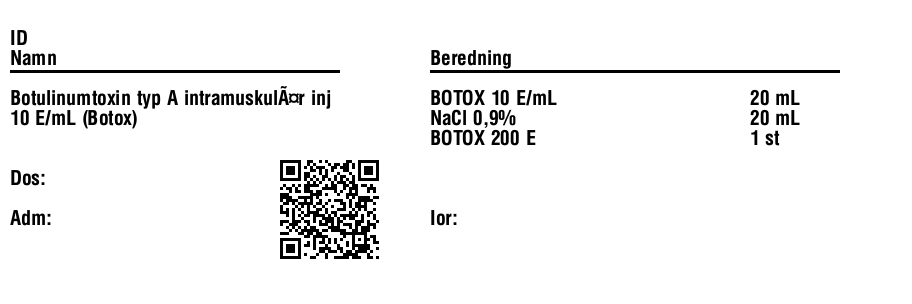 ID
Namn
Beredning
Botulinumtoxin typ A intramuskulÃ¤r inj
10 E/mL (Botox)
BOTOX 10 E/mL 20 mL
NaCl 0,9% 20 mL
BOTOX 200 E 1 st
Dos:
Adm:
Ior: